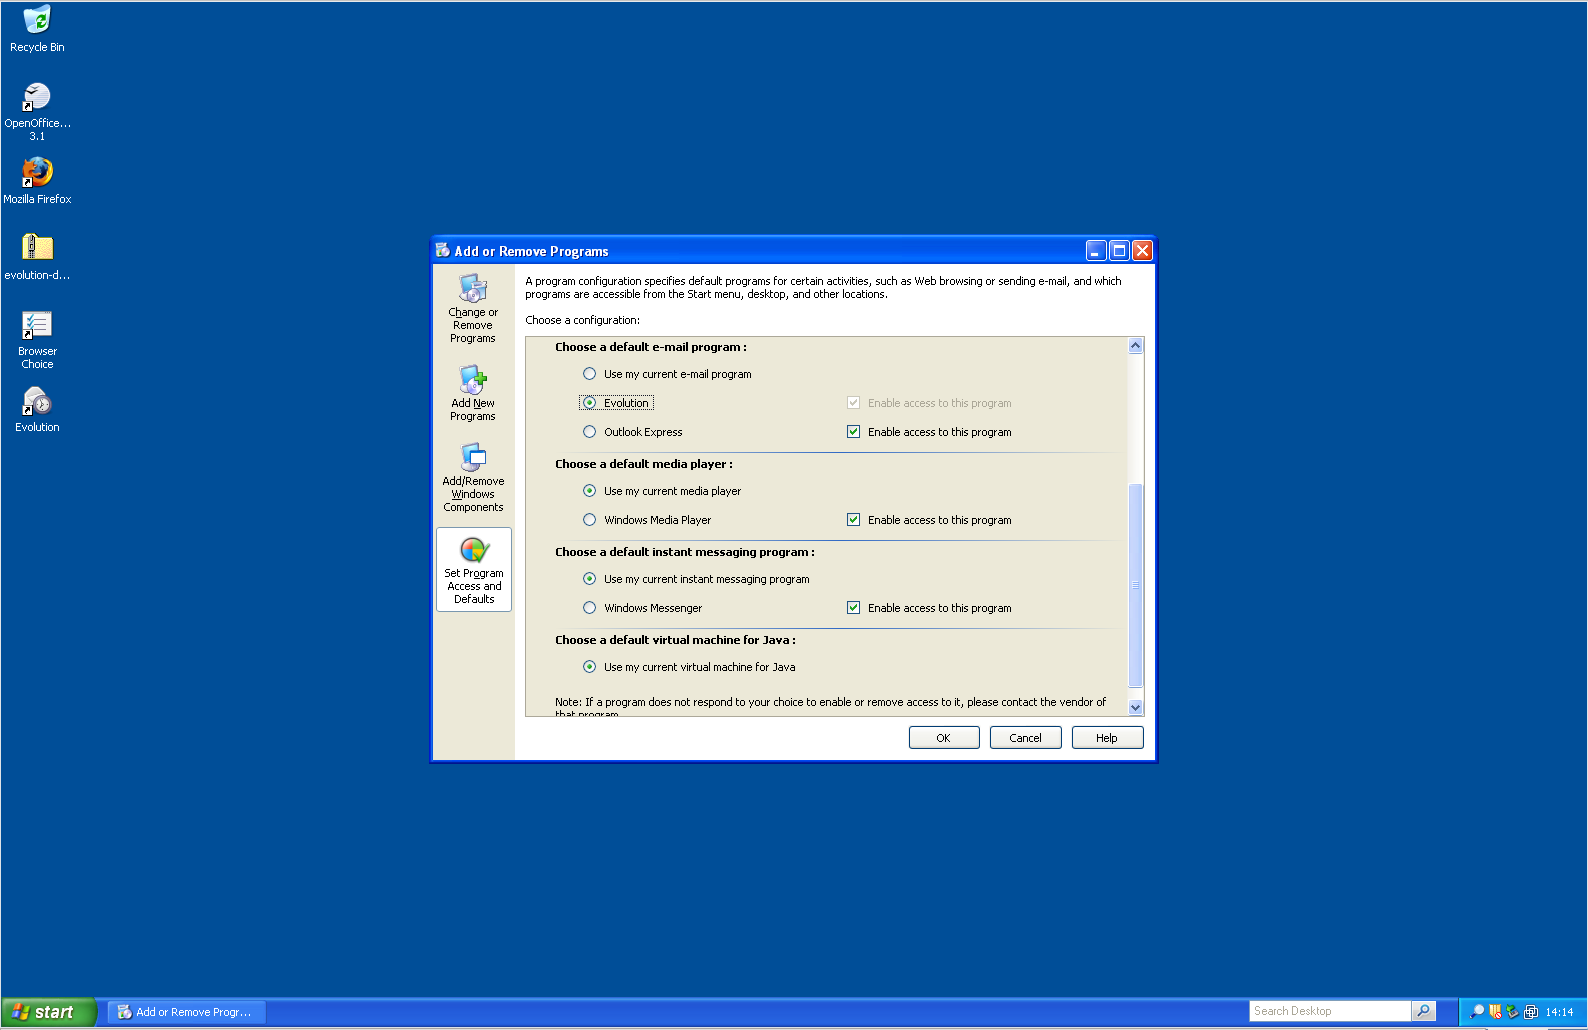 Recycle Bin
OpenOffice...
3.1
Mozilla Firefox
evolution-d...
Browser
Choice
Evolution
Add or Remove Programs
Change or
Remove
Programs
Add New
Programs
Add/Remove
Windows
Components
Set Program
Access and
Defaults
A program configuration specifies default programs for certain activities, such as Web browsing or sending e-mail, and which
programs are accessible from the Start menu, desktop, and other locations.
Choose a configuration:
Choose a default e-mail program :
Use my current e-mail program
Evolution Enable access to this program
Outlook Express Enable access to this program
Choose a default media player :
Use my current media player
Windows Media Player Enable access to this program
Choose a default instant messaging program :
Use my current instant messaging program
Windows Messenger Enable access to this program
Choose a default virtual machine for Java :
Use my current virtual machine for Java
Note: If a program does not respond to your choice to enable or remove access to it, please contact the vendor of
that program
OK Cancel Help
start Add or Remove Progr... Search Desktop 14:14